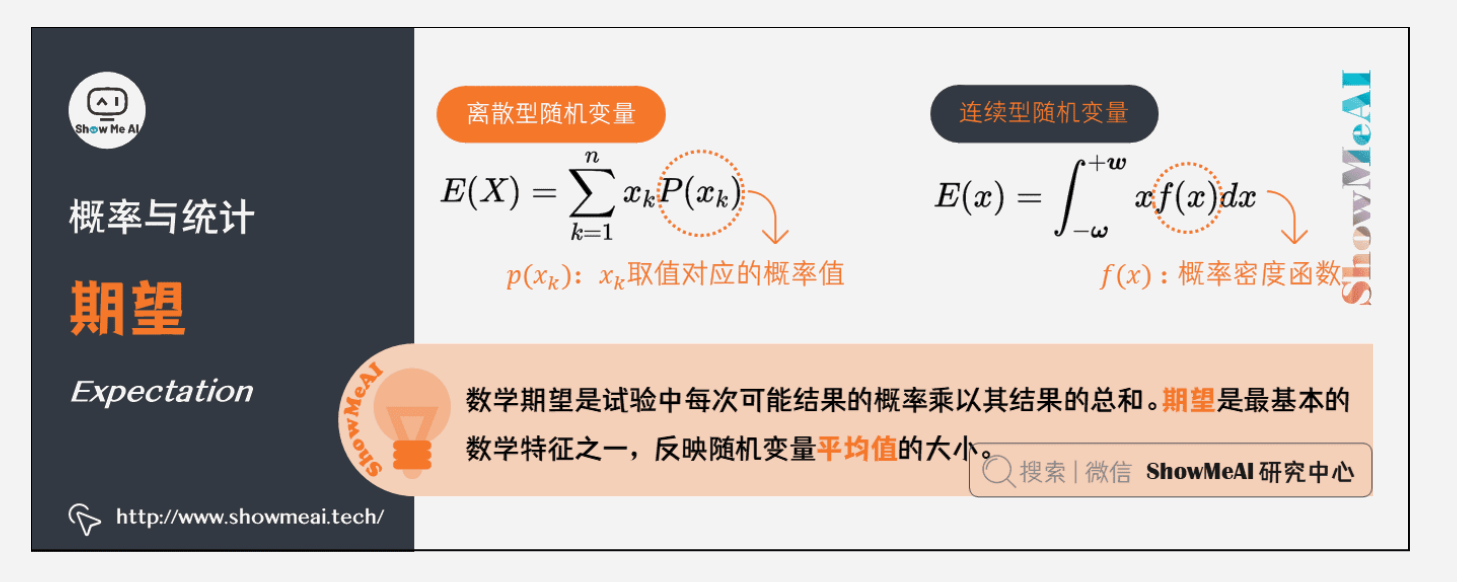 AI
Show Me AI
概率与统计
期望
Expectation
http://www.showmeai.tech/
离散型随机变量
E(X) = ∑_{k=1}^{n} x_k P(x_k)
p(x_k)：x_k取值对应的概率值
连续型随机变量
E(x) = ∫_{-ω}^{+w} x f(x) dx
f(x)：概率密度函数
ShowMeAI
ShowMeAI
数学期望是试验中每次可能结果的概率乘以其结果的总和。期望是最基本的
数学特征之一，反映随机变量平均值的大小。
搜索 | 微信 ShowMeAI 研究中心